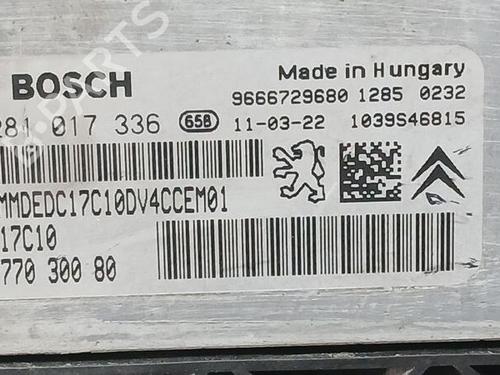 BOSCH
Made in Hungary
9666729680 1285 0232
281 017 336 658 11-03-22 1039S46815
MMDEDC17C10DV4CCEM01
17C10
770 300 80